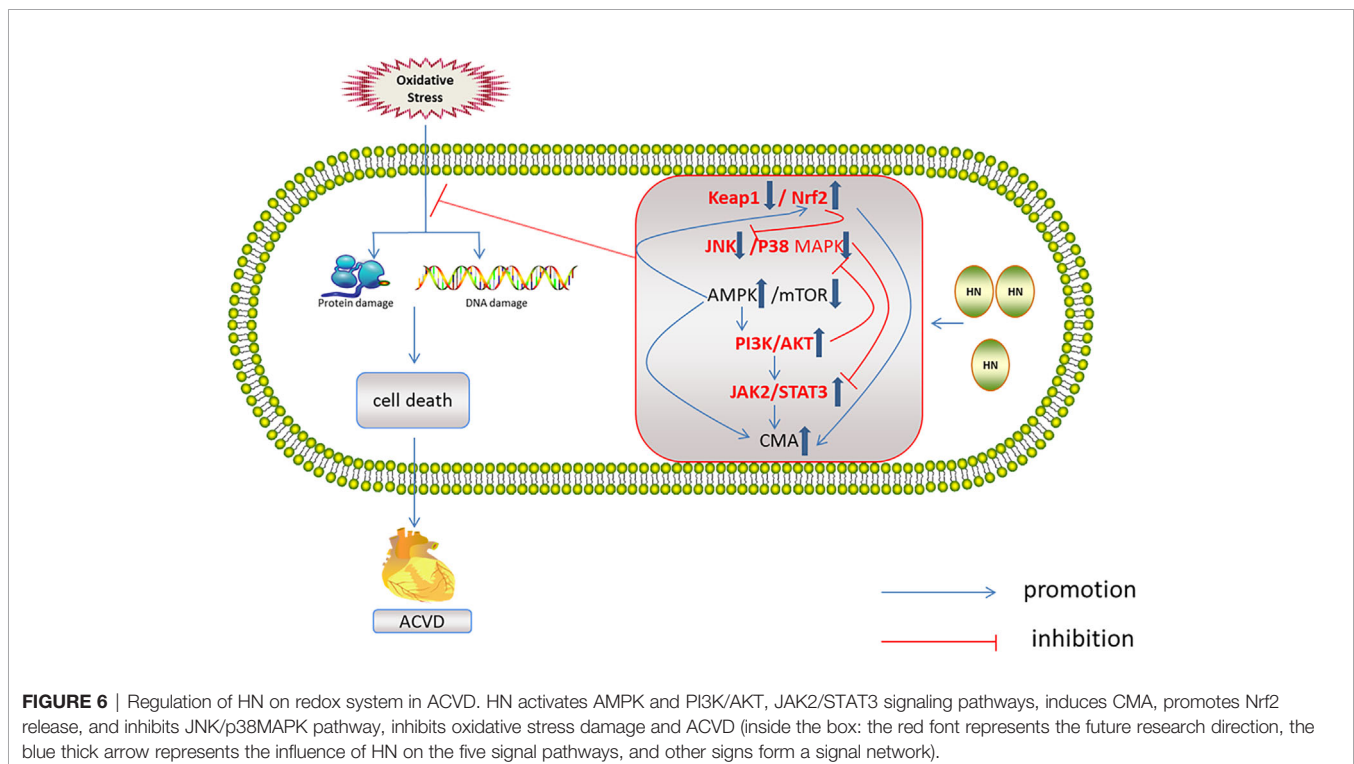 Oxidative
Stress
Keap1 / Nrf2
JNK /P38 MAPK
AMPK /mTOR
PI3K/AKT
JAK2/STAT3
CMA
HN HN
HN
Protein damage
DNA damage
cell death
ACVD
promotion
inhibition
FIGURE 6 | Regulation of HN on redox system in ACVD. HN activates AMPK and PI3K/AKT, JAK2/STAT3 signaling pathways, induces CMA, promotes Nrf2
release, and inhibits JNK/p38MAPK pathway, inhibits oxidative stress damage and ACVD (inside the box: the red font represents the future research direction, the
blue thick arrow represents the influence of HN on the five signal pathways, and other signs form a signal network).